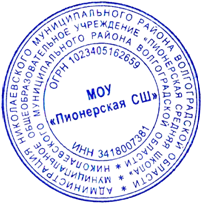 АДМИНИСТРАЦИЯ НИКОЛАЕВСКОГО МУНИЦИПАЛЬНОГО РАЙОНА ВОЛГОГРАДСКОЙ ОБЛАСТИ *
МУНИЦИПАЛЬНОЕ ОБЩЕОБРАЗОВАТЕЛЬНОЕ УЧРЕЖДЕНИЕ «ПИОНЕРСКАЯ СРЕДНЯЯ ШКОЛА»
НИКОЛАЕВСКОГО МУНИЦИПАЛЬНОГО РАЙОНА ВОЛГОГРАДСКОЙ ОБЛАСТИ *
ОГРН 1023405162659
МОУ
«Пионерская СШ»
ИНН 3418007381